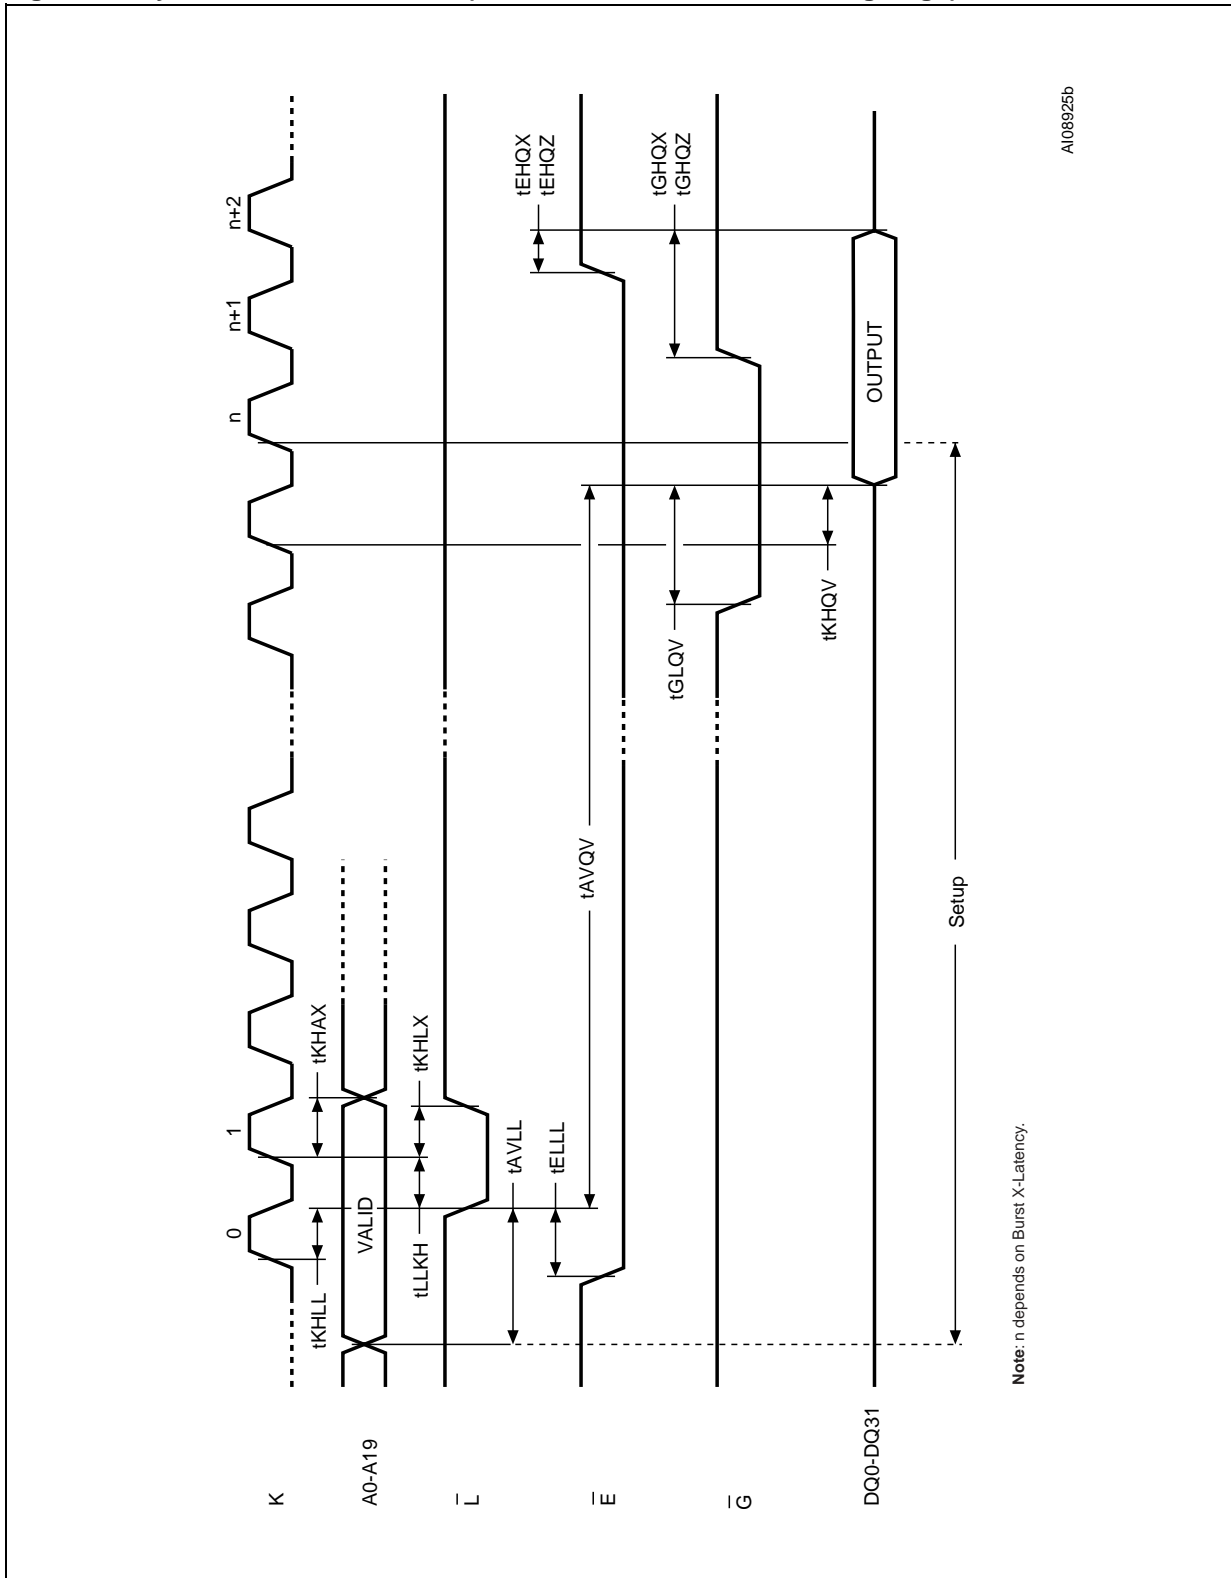 K
0
1
n
n+1
n+2
tKHLL
tKHAX
A0-A19
VALID
tLLKH
tKHLX
L
tAVLL
tELLL
tEHQX
tEHQZ
E
tAVQV
tGLQV
tGHQX
tGHQZ
G
tKHQV
DQ0-DQ31
OUTPUT
Setup
Note: n depends on Burst X-Latency.
AI08925b